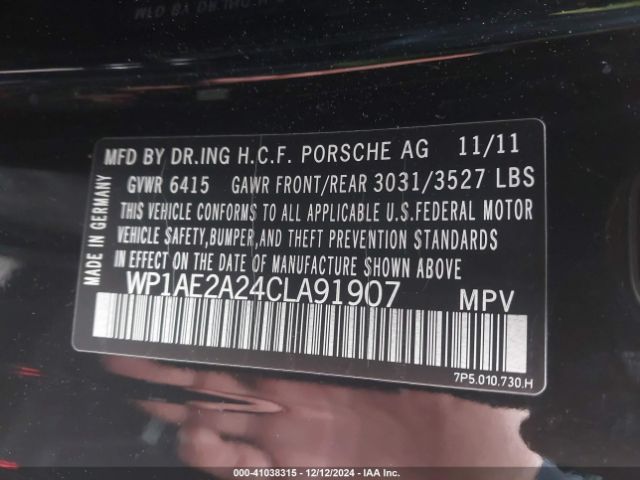 MFD BY DR.ING H.C.F. PORSCHE AG 11/11
GVWR 6415 GAWR FRONT/REAR 3031/3527 LBS
THIS VEHICLE CONFORMS TO ALL APPLICABLE U.S.FEDERAL MOTOR
VEHICLE SAFETY,BUMPER,AND THEFT PREVENTION STANDARDS
IN EFFECT ON THE DATE OF MANUFACTURE SHOWN ABOVE
WP1AE2A24CLA91907 MPV
MADE IN GERMANY
7P5.010.730.H
000-41038315 - 12/12/2024 - IAA Inc.